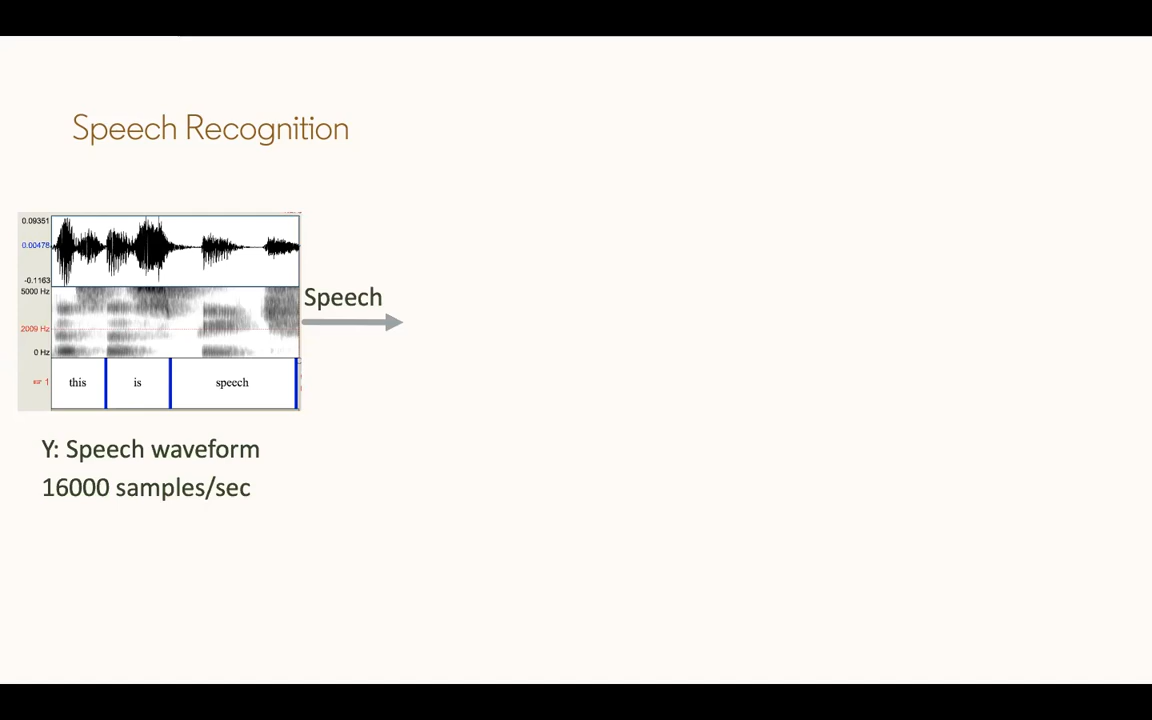 Speech Recognition
0.09351
0.00478
-0.1163
5000 Hz
Speech
2009 Hz
0 Hz
1
this
is
speech
Y: Speech waveform
16000 samples/sec